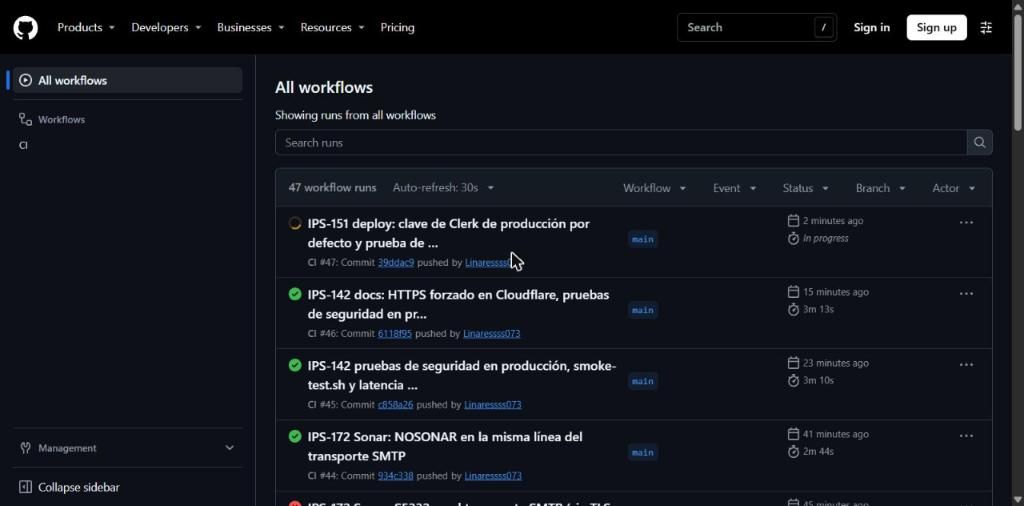 Products Developers Businesses Resources Pricing Search / Sign in Sign up
All workflows
Workflows
CI
Management
Collapse sidebar
All workflows
Showing runs from all workflows
Search runs
47 workflow runs Auto-refresh: 30s Workflow Event Status Branch Actor
IPS-151 deploy: clave de Clerk de producción por
defecto y prueba de ...
CI #47: Commit 39ddac9 pushed by
main
2 minutes ago
In progress
IPS-142 docs: HTTPS forzado en Cloudflare, pruebas
de seguridad en pr...
CI #46: Commit 6118f95 pushed by Linaressss073
main
15 minutes ago
3m 13s
IPS-142 pruebas de seguridad en producción, smoke-
test.sh y latencia ...
CI #45: Commit c858a26 pushed by Linaressss073
main
23 minutes ago
3m 10s
IPS-172 Sonar: NOSONAR en la misma línea del
transporte SMTP
CI #44: Commit 934c338 pushed by Linaressss073
main
41 minutes ago
2m 44s
45 minutes ago